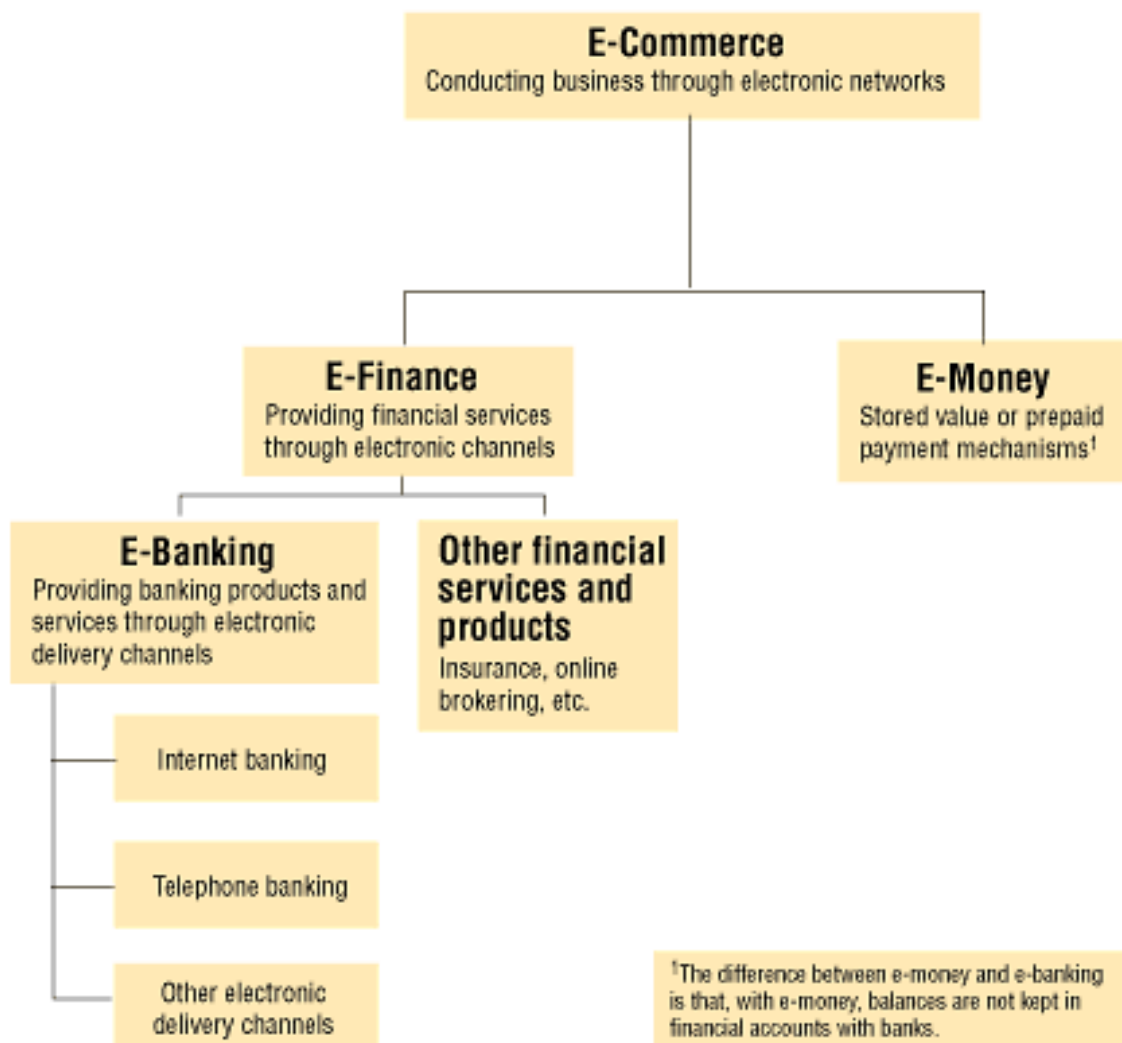 E-Commerce
Conducting business through electronic networks
E-Finance
Providing financial services
through electronic channels
E-Money
Stored value or prepaid
payment mechanisms¹
E-Banking
Providing banking products and
services through electronic
delivery channels
Other financial
services and
products
Insurance, online
brokering, etc.
Internet banking
Telephone banking
Other electronic
delivery channels
¹The difference between e-money and e-banking
is that, with e-money, balances are not kept in
financial accounts with banks.